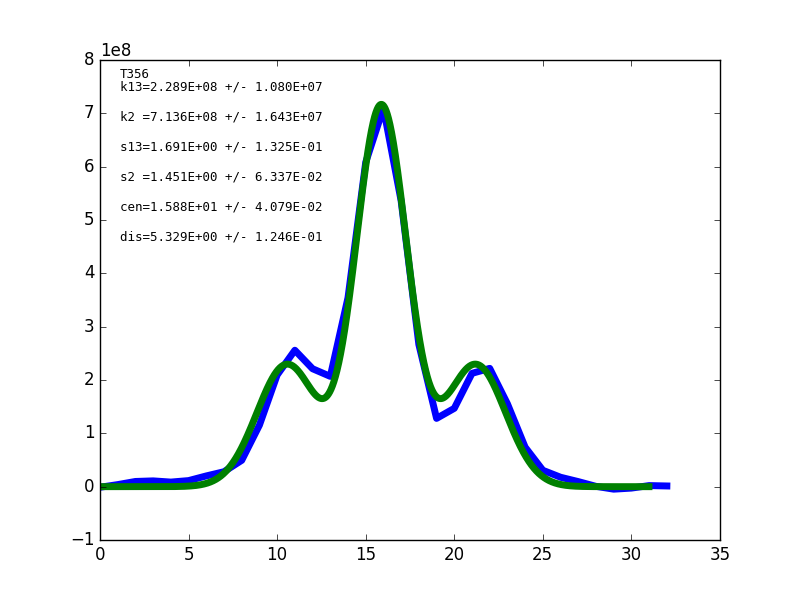 1e8
T356
k13=2.289E+08 +/- 1.080E+07
k2 =7.136E+08 +/- 1.643E+07
s13=1.691E+00 +/- 1.325E-01
s2 =1.451E+00 +/- 6.337E-02
cen=1.588E+01 +/- 4.079E-02
dis=5.329E+00 +/- 1.246E-01
8
7
6
5
4
3
2
1
0
−1
0 5 10 15 20 25 30 35